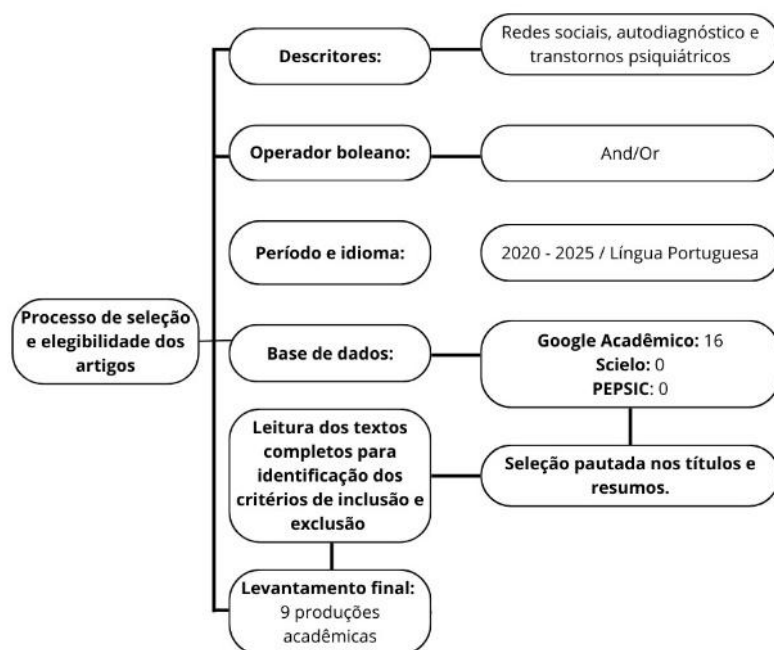 Processo de seleção
e elegibilidade dos
artigos
Descritores:
Redes sociais, autodiagnóstico e
transtornos psiquiátricos
Operador boleano:
And/Or
Período e idioma:
2020 - 2025 / Língua Portuguesa
Base de dados:
Google Acadêmico: 16
Scielo: 0
PEPSIC: 0
Leitura dos textos
completos para
identificação dos
critérios de inclusão e
exclusão
Seleção pautada nos títulos e
resumos.
Levantamento final:
9 produções
acadêmicas